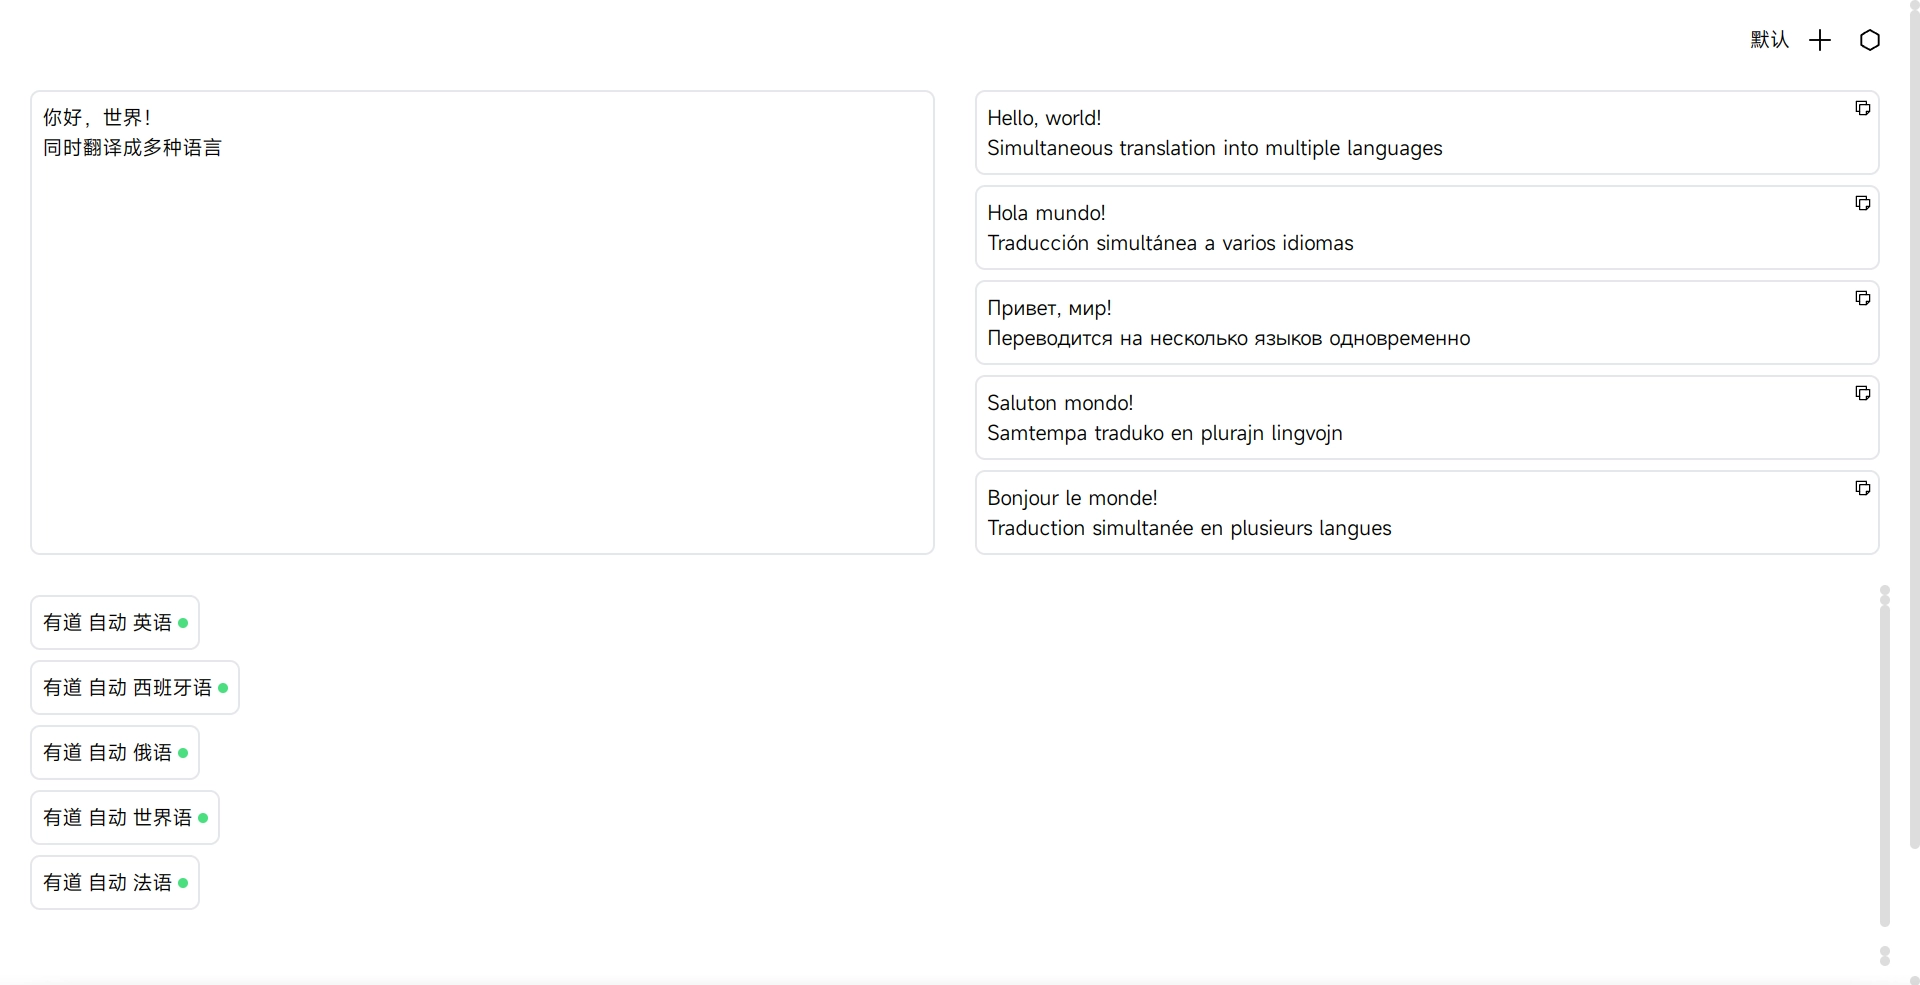 默认
你好，世界！
同时翻译成多种语言
Hello, world!
Simultaneous translation into multiple languages
Hola mundo!
Traducción simultánea a varios idiomas
Привет, мир!
Переводится на несколько языков одновременно
Saluton mondo!
Samtempa traduko en plurajn lingvojn
Bonjour le monde!
Traduction simultanée en plusieurs langues
有道 自动 英语
有道 自动 西班牙语
有道 自动 俄语
有道 自动 世界语
有道 自动 法语